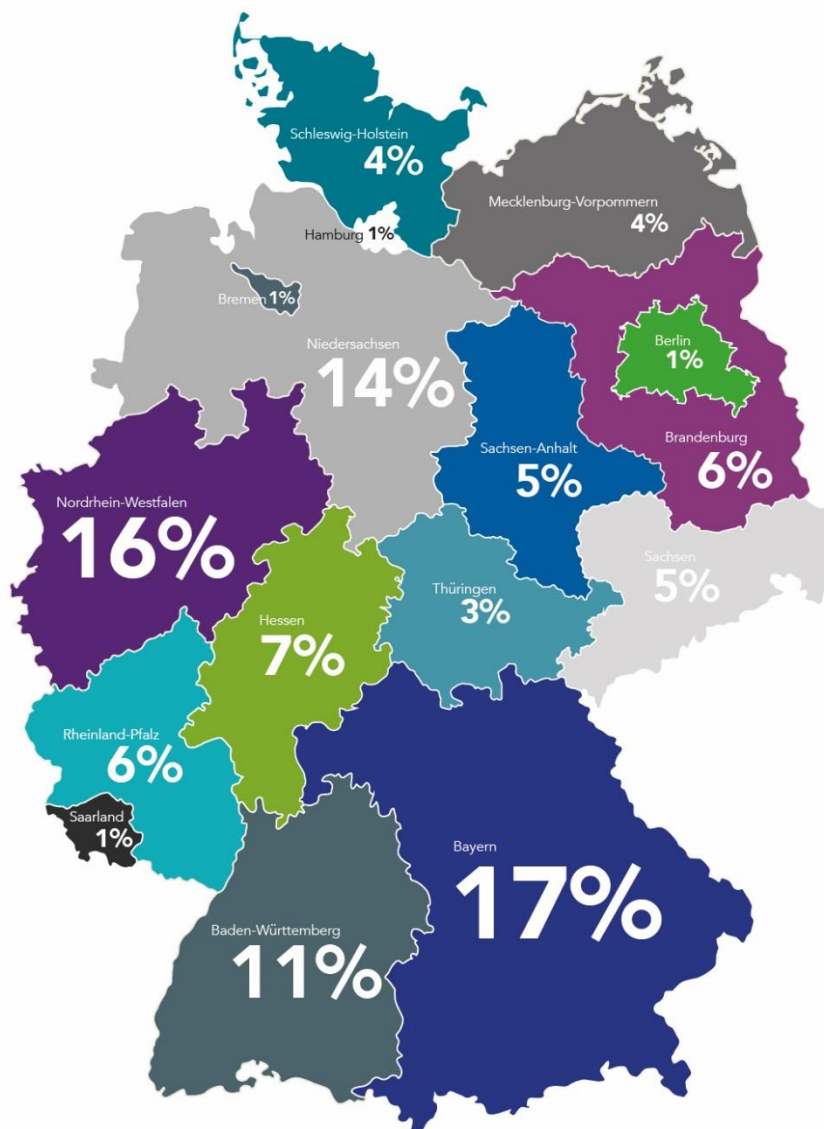 Schleswig-Holstein
4%
Mecklenburg-Vorpommern
4%
Hamburg 1%
Bremen 1%
Niedersachsen
14%
Berlin
1%
Brandenburg
6%
Sachsen-Anhalt
5%
Nordrhein-Westfalen
16%
Sachsen
5%
Thüringen
3%
Hessen
7%
Rheinland-Pfalz
6%
Saarland
1%
Bayern
17%
Baden-Württemberg
11%